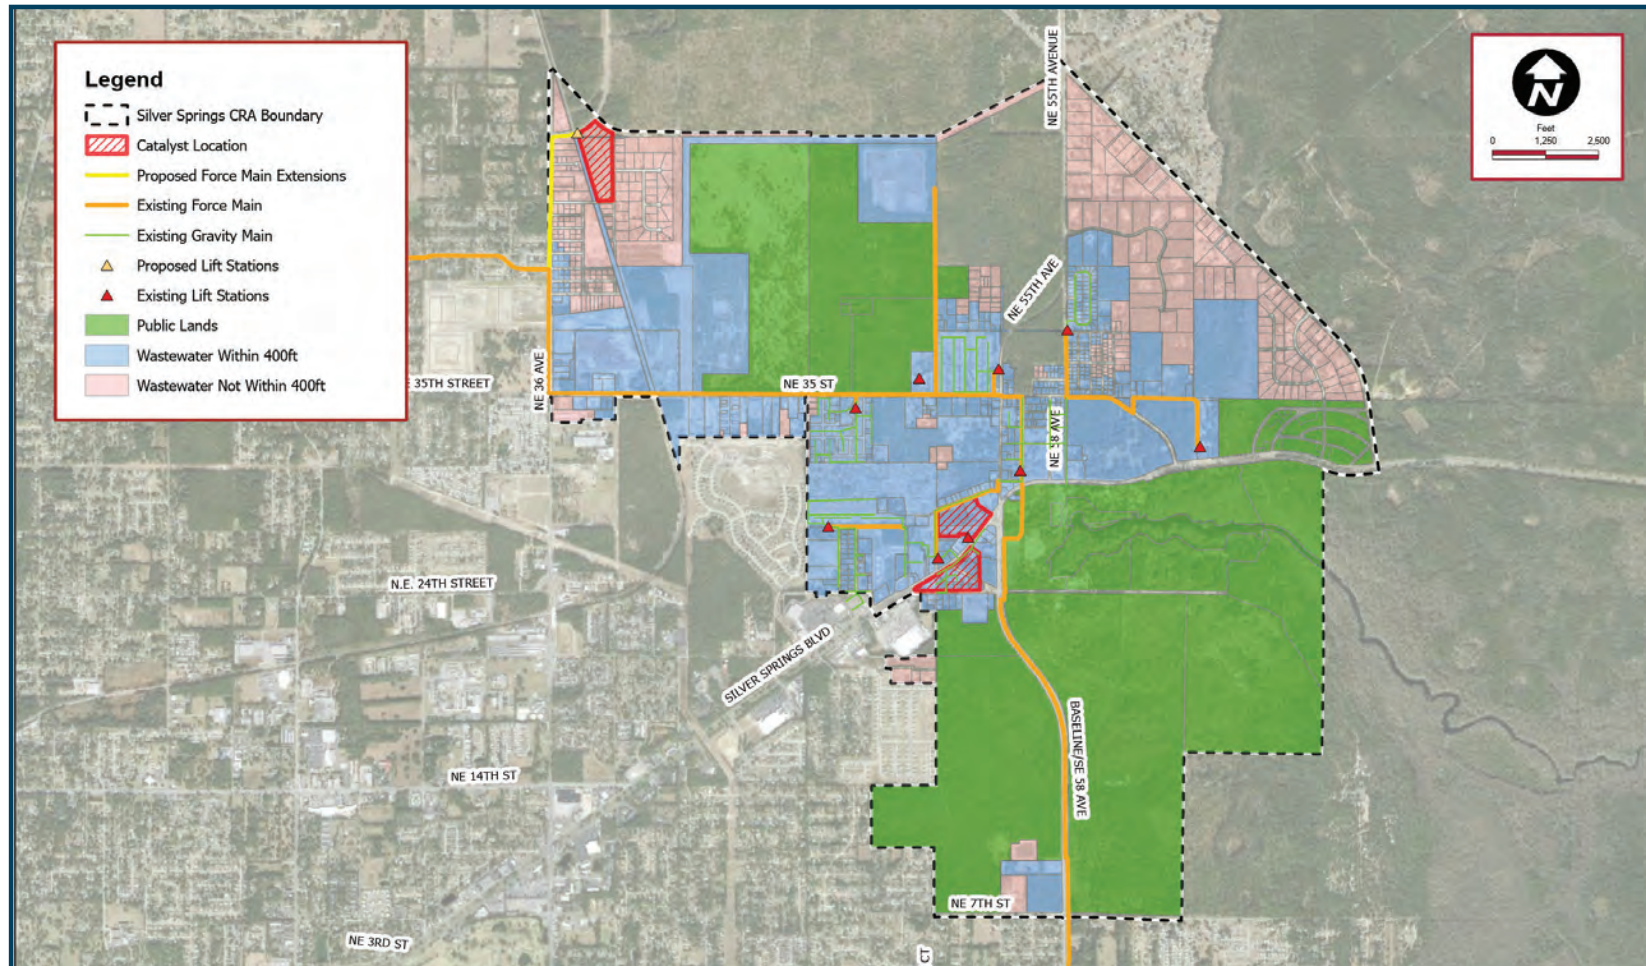 Legend
Silver Springs CRA Boundary
Catalyst Location
Proposed Force Main Extensions
Existing Force Main
Existing Gravity Main
Proposed Lift Stations
Existing Lift Stations
Public Lands
Wastewater Within 400ft
Wastewater Not Within 400ft
N
Feet
0 1,250 2,500
NE 55TH AVENUE
NE 55TH AVE
NE 36 AVE
E 35TH STREET
NE 35 ST
NE 58 AVE
N.E. 24TH STREET
SILVER SPRINGS BLVD
BASELINE/SE 58 AVE
NE 14TH ST
NE 7TH ST
NE 3RD ST
CT